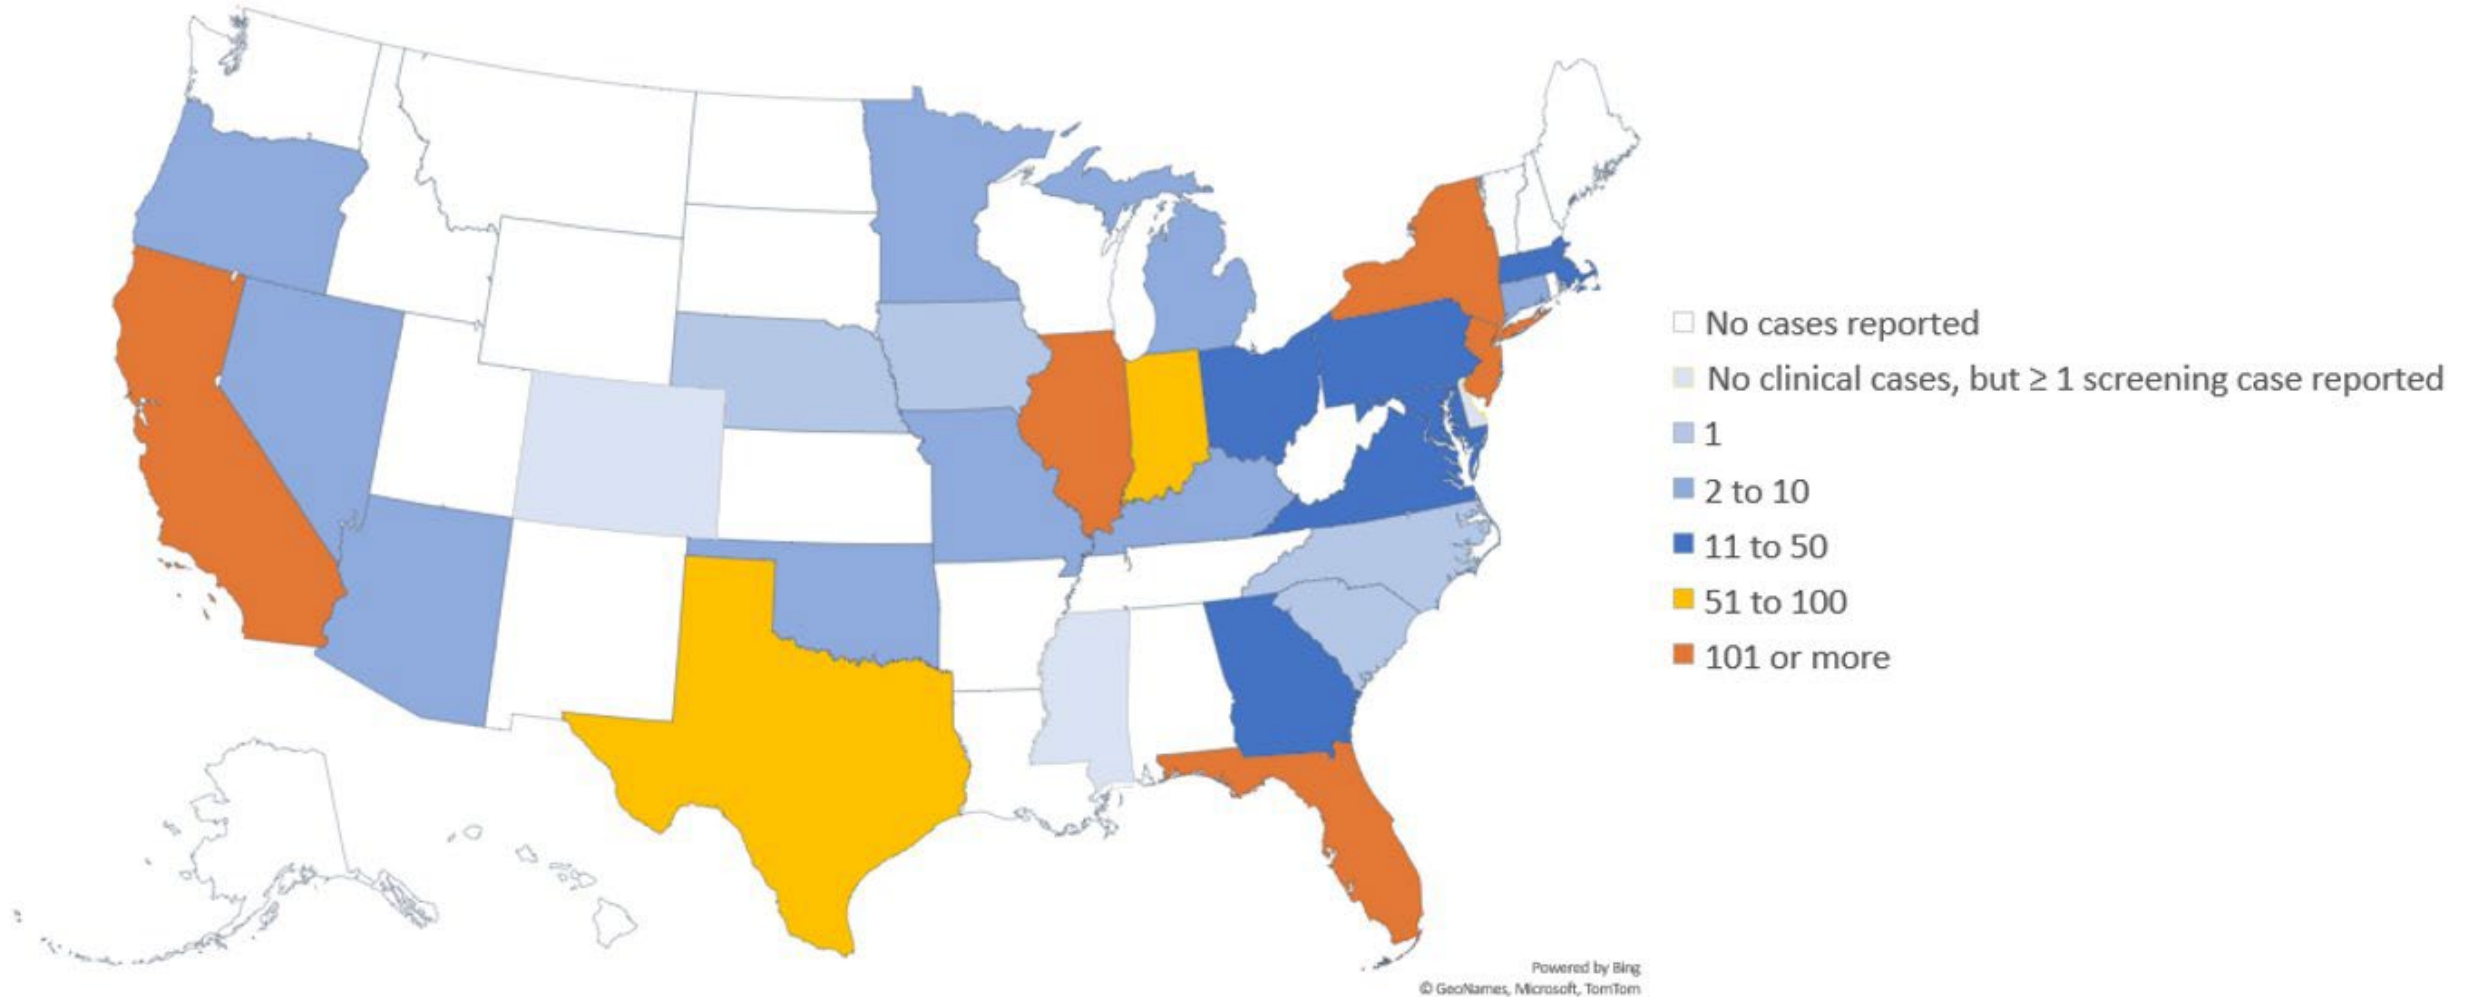 No cases reported
No clinical cases, but ≥ 1 screening case reported
1
2 to 10
11 to 50
51 to 100
101 or more
Powered by Bing
© GeoNames, Microsoft, TomTom